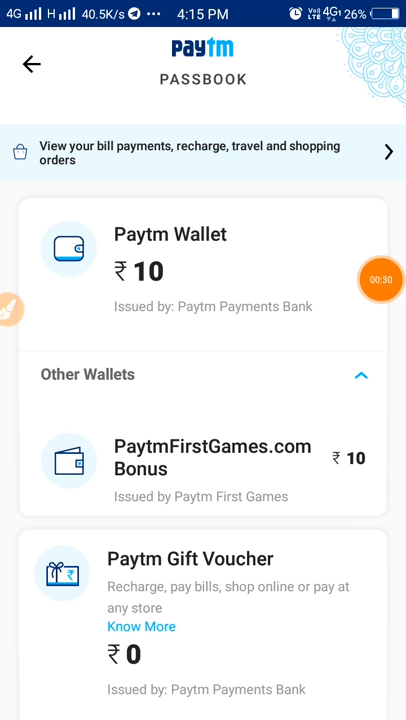 4G H 40.5K/s ... 4:15 PM VoI LTE 4G1 26%
paytm
PASSBOOK
View your bill payments, recharge, travel and shopping
orders
Paytm Wallet
₹ 10
00:30
Issued by: Paytm Payments Bank
Other Wallets
PaytmFirstGames.com
Bonus
₹ 10
Issued by Paytm First Games
Paytm Gift Voucher
Recharge, pay bills, shop online or pay at
any store
Know More
₹ 0
Issued by: Paytm Payments Bank